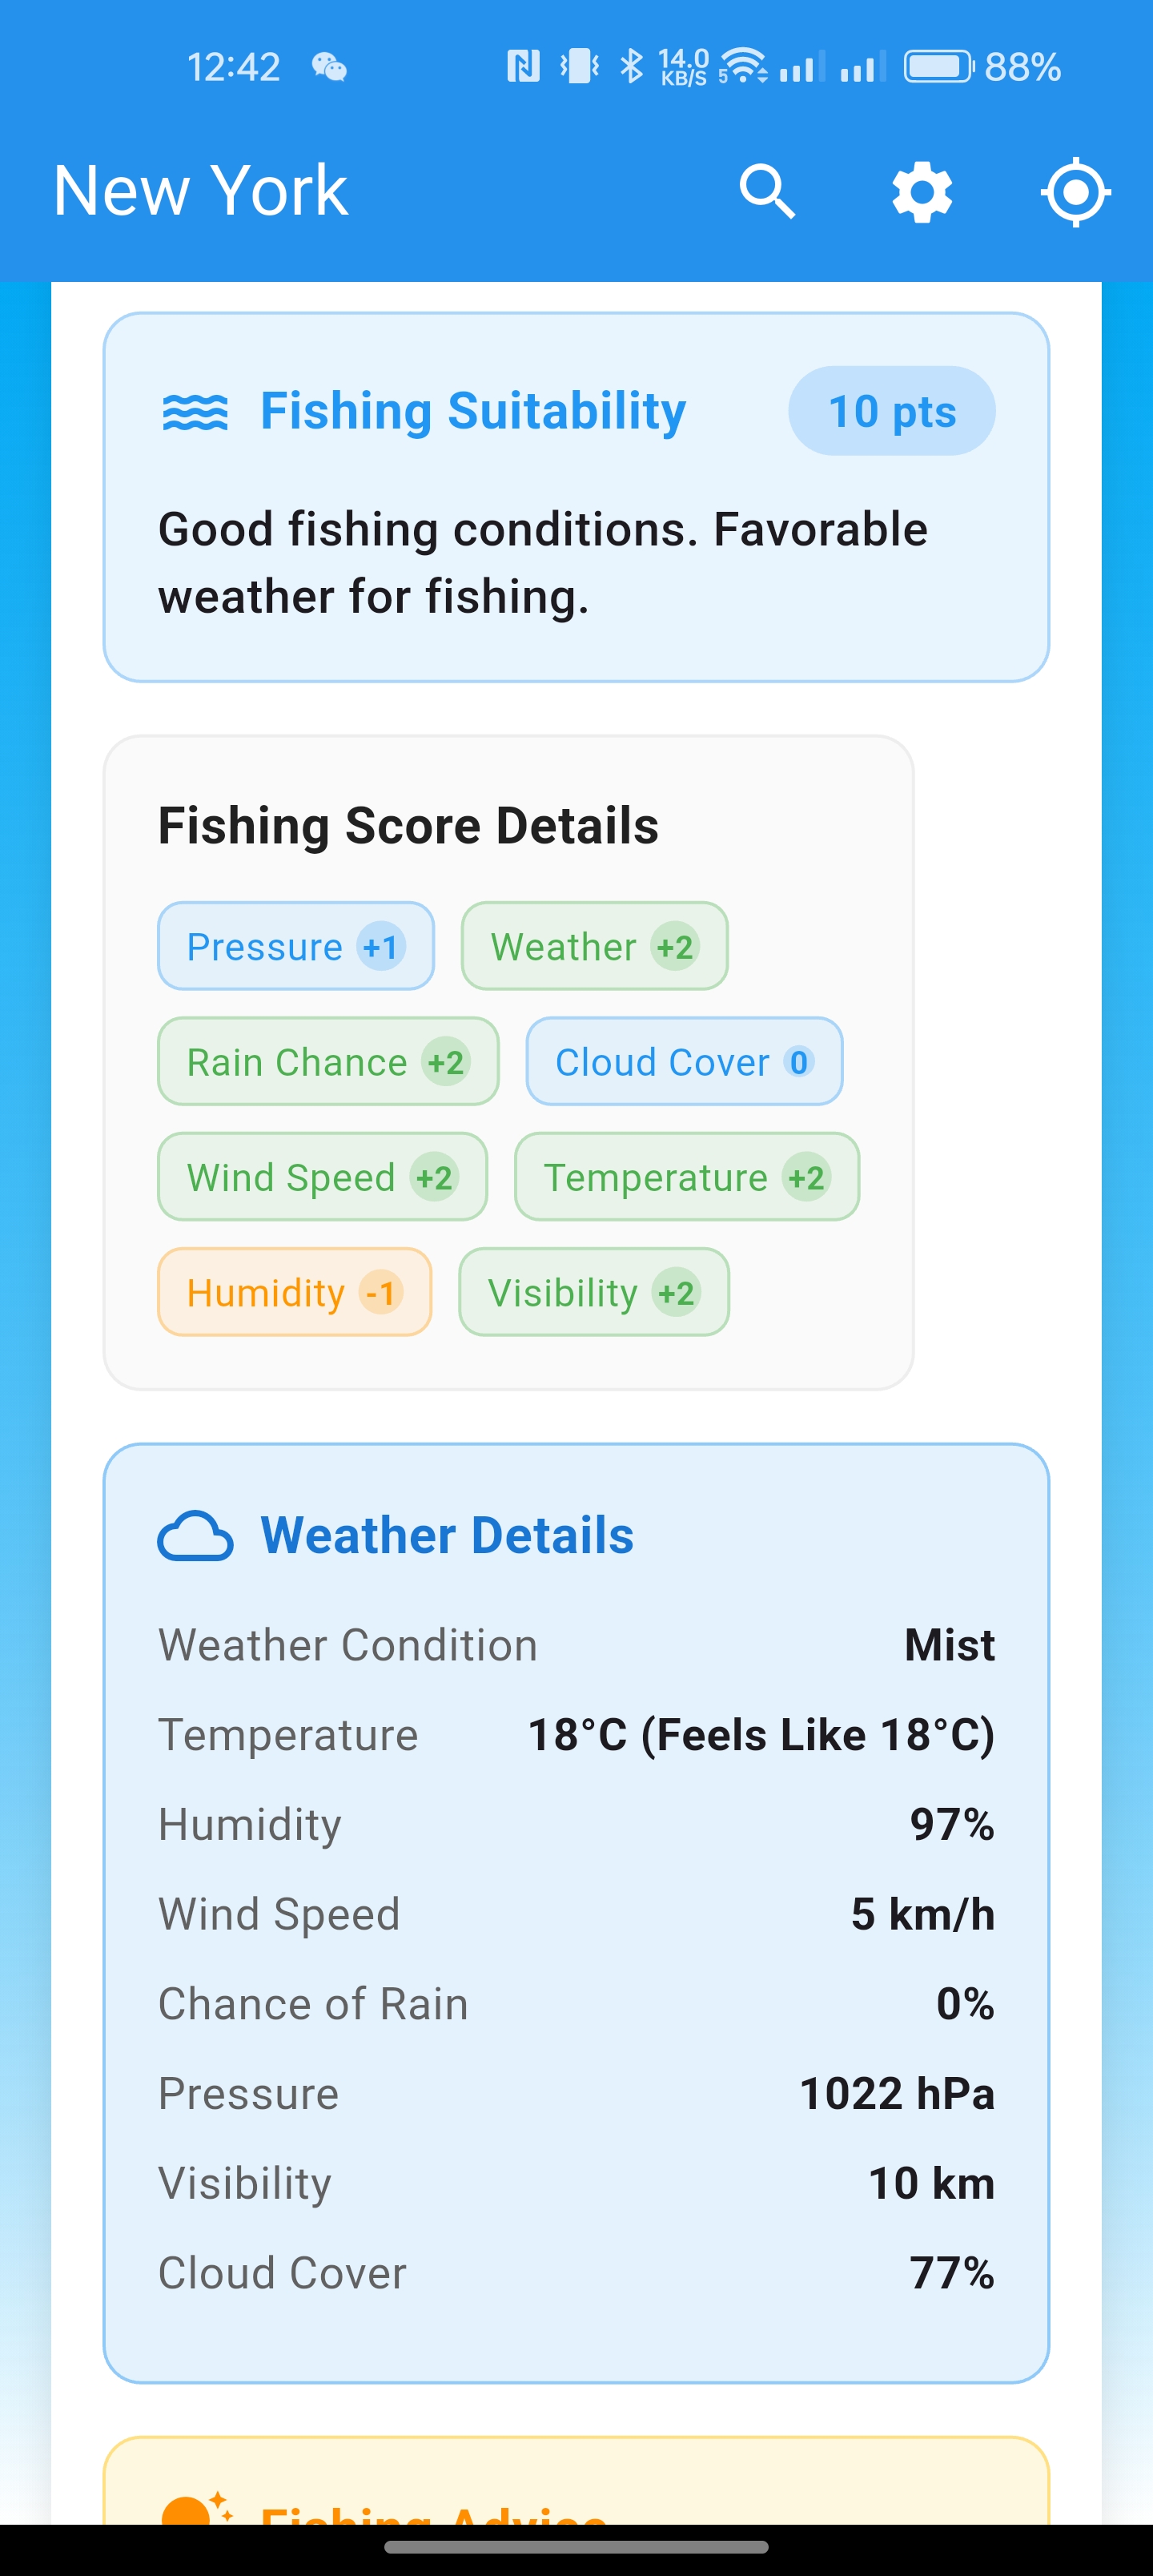 12:42
14.0
KB/S
5
88%
New York
Fishing Suitability
10 pts
Good fishing conditions. Favorable
weather for fishing.
Fishing Score Details
Pressure +1 Weather +2
Rain Chance +2 Cloud Cover 0
Wind Speed +2 Temperature +2
Humidity -1 Visibility +2
Weather Details
Weather Condition Mist
Temperature 18°C (Feels Like 18°C)
Humidity 97%
Wind Speed 5 km/h
Chance of Rain 0%
Pressure 1022 hPa
Visibility 10 km
Cloud Cover 77%
Fishing Advice